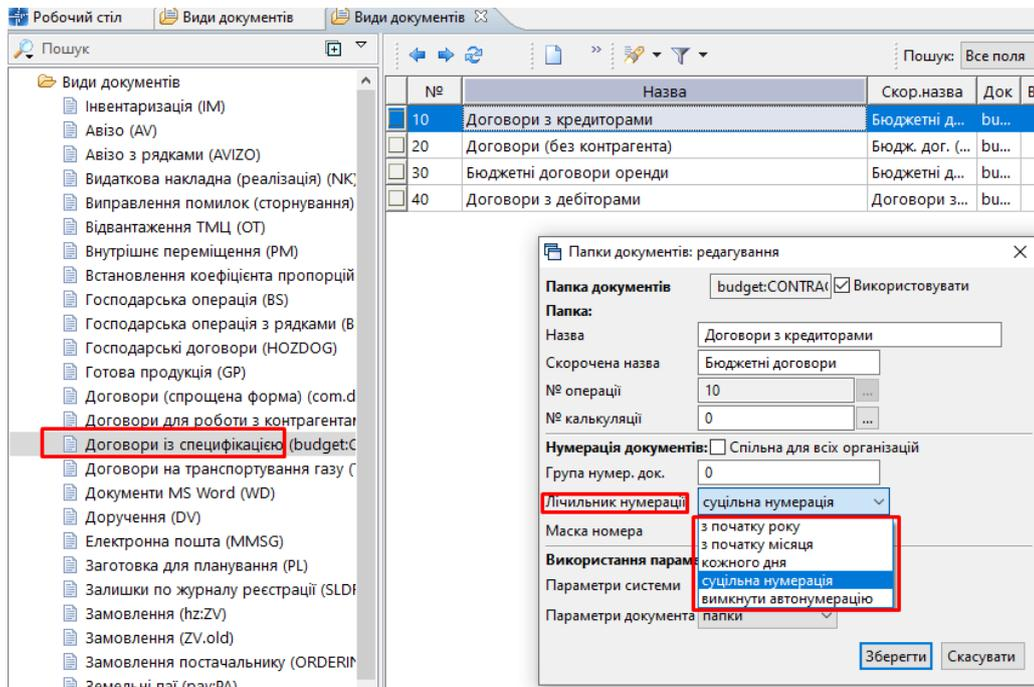 Робочий стіл
Види документів
Види документів
Пошук
Види документів
Інвентаризація (IM)
Авізо (AV)
Авізо з рядками (AVIZO)
Видаткова накладна (реалізація) (NK)
Виправлення помилок (сторнування)
Відвантаження ТМЦ (OT)
Внутрішнє переміщення (PM)
Встановлення коефіцієнта пропорцій
Господарська операція (BS)
Господарська операція з рядками (B
Господарські договори (HOZDOG)
Готова продукція (GP)
Договори (спрощена форма) (com.d
Договори для роботи з контрагентам
Договори із специфікацією (budget:C
Договори на транспортування газу (
Документи MS Word (WD)
Доручення (DV)
Електронна пошта (MMSG)
Заготовка для планування (PL)
Залишки по журналу реєстрації (SLDR
Замовлення (hz:ZV)
Замовлення (ZV.old)
Замовлення постачальнику (ORDERIN
Земельні паї (pay:PA)
» Пошук: Все поля
№ Назва Скор.назва Док В
10 Договори з кредиторами Бюджетні д... bu...
20 Договори (без контрагента) Бюдж. дог. (... bu...
30 Бюджетні договори оренди Бюджетні д... bu...
40 Договори з дебіторами Договори з... bu...
Папки документів: редагування
Папка документів budget:CONTRA( Використовувати
Папка:
Назва Договори з кредиторами
Скорочена назва Бюджетні договори
№ операції 10 ...
№ калькуляції 0 ...
Нумерація документів: Спільна для всіх організацій
Група нумер. док. 0
Лічильник нумерації суцільна нумерація
Маска номера
з початку року
з початку місяця
кожного дня
суцільна нумерація
вимкнути автонумерацію
Використання парам
Параметри системи
Параметри документа папки
Зберегти Скасувати